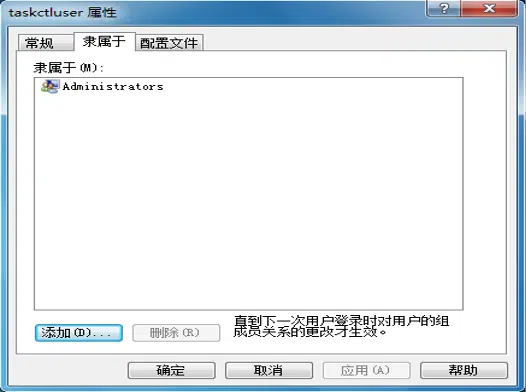 taskctluser 属性
常规 隶属于 配置文件
隶属于(M):
Administrators
添加(D)... 删除(R) 直到下一次用户登录时对用户的组
成员关系的更改才生效。
确定 取消 应用(A) 帮助